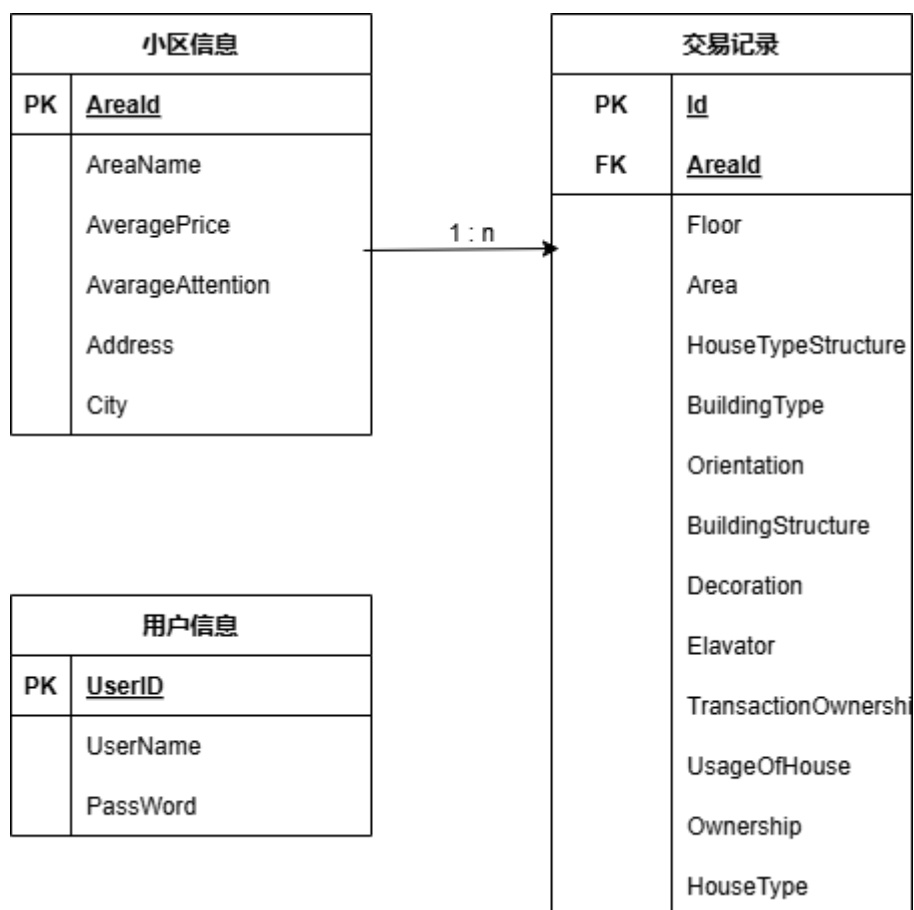 小区信息
PK AreaId
AreaName
AveragePrice
AvarageAttention
Address
City
1 : n
交易记录
PK Id
FK AreaId
Floor
Area
HouseTypeStructure
BuildingType
Orientation
BuildingStructure
Decoration
Elavator
TransactionOwnershi
UsageOfHouse
Ownership
HouseType
用户信息
PK UserID
UserName
PassWord